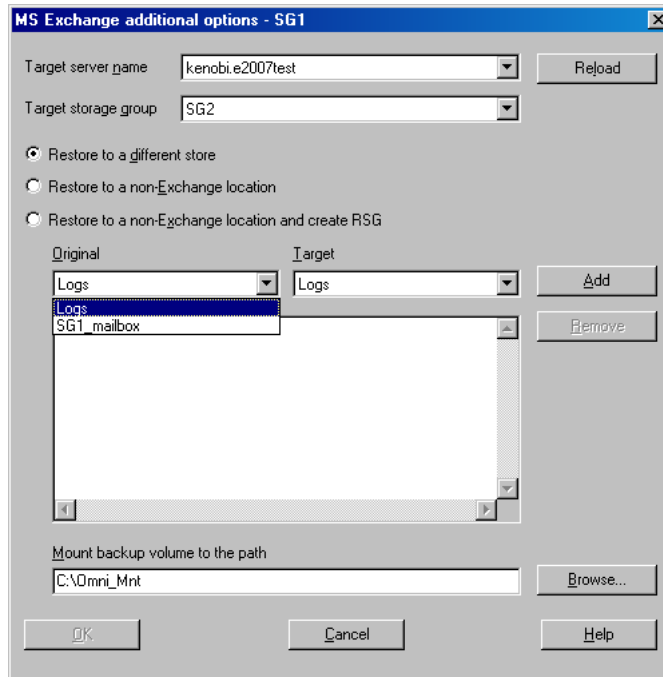 MS Exchange additional options - SG1
Target server name kenobi.e2007test Reload
Target storage group SG2
Restore to a different store
Restore to a non-Exchange location
Restore to a non-Exchange location and create RSG
Original Target
Logs Logs Add
Logs
SG1_mailbox Remove
Mount backup volume to the path
C:\Omni_Mnt Browse...
OK Cancel Help